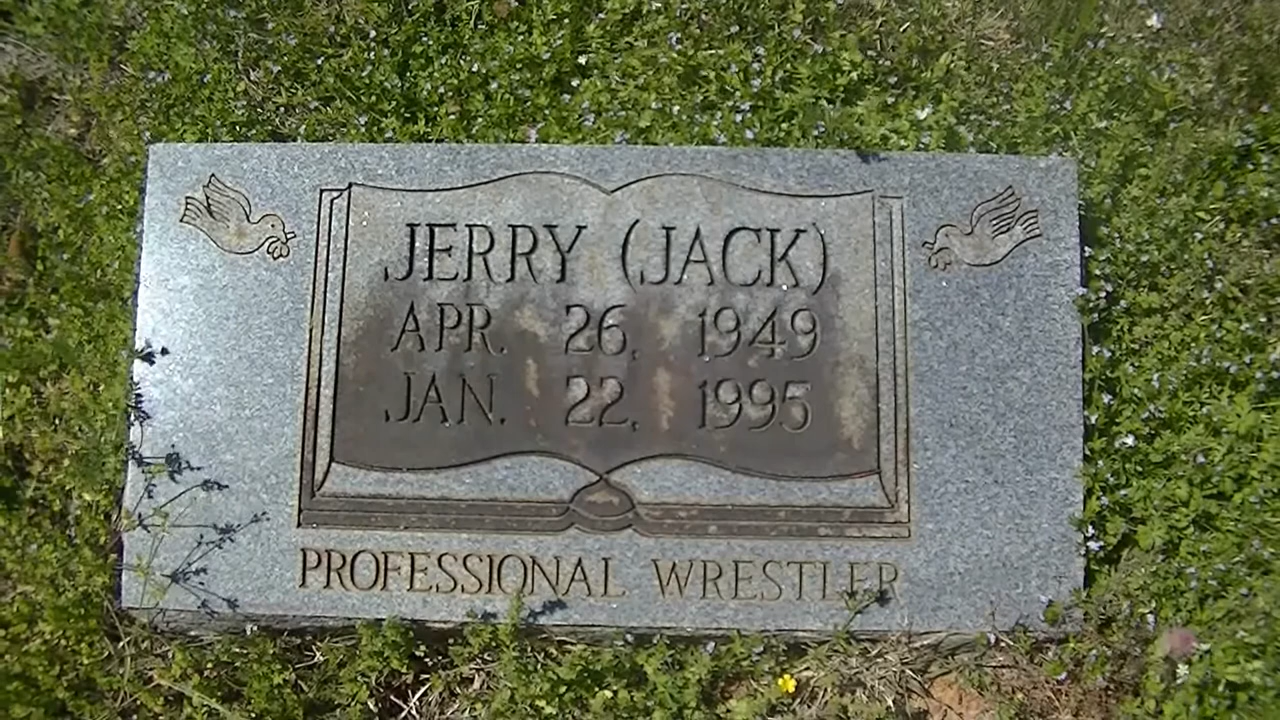 JERRY (JACK)
APR. 26, 1949
JAN. 22, 1995
PROFESSIONAL WRESTLER